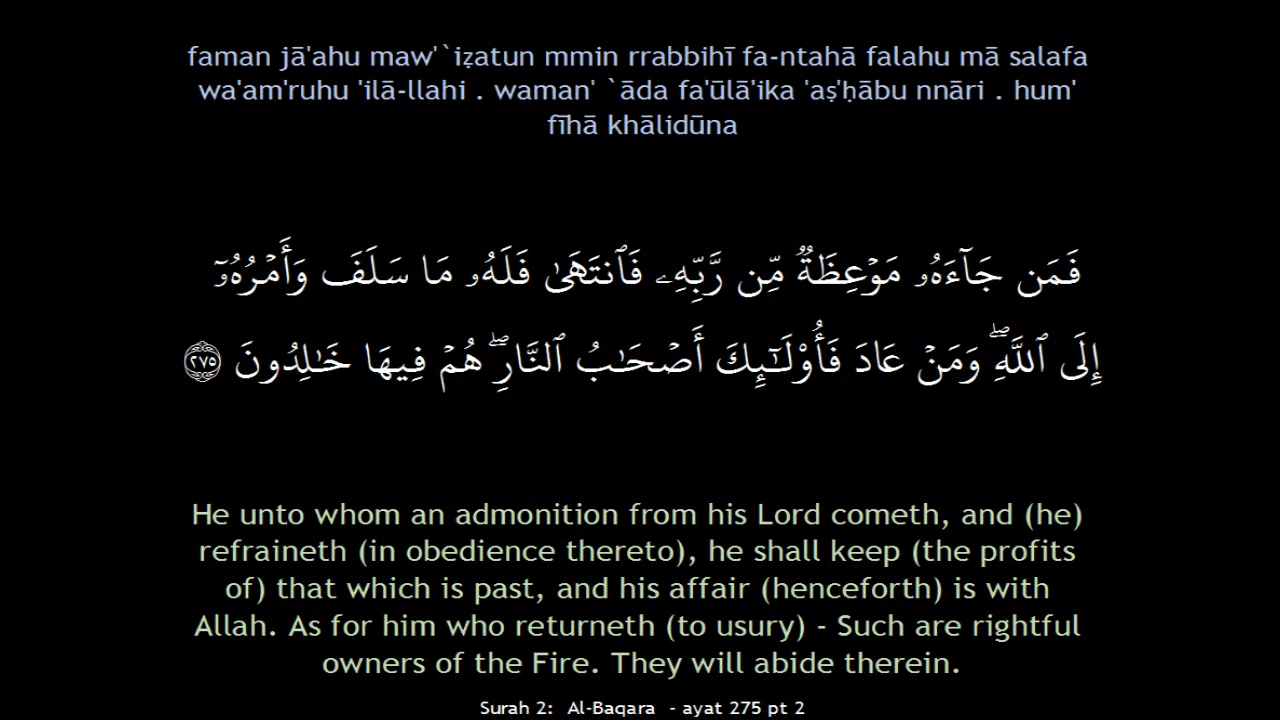 faman jā'ahu maw'`iẓatun mmin rrabbihī fa-ntahā falahu mā salafa
wa'am'ruhu 'ilā-llahi . waman' `āda fa'ūlā'ika 'aṣ'ḥābu nnāri . hum'
fīhā khālidūna
فَمَن جَآءَهُۥ مَوۡعِظَةٌ مِّن رَّبِّهِۦ فَٱنتَهَىٰ فَلَهُۥ مَا سَلَفَ وَأَمۡرُهُۥٓ
إِلَى ٱللَّهِۖ وَمَنۡ عَادَ فَأُوْلَـٰٓئِكَ أَصۡحَـٰبُ ٱلنَّارِۖ هُمۡ فِيهَا خَـٰلِدُونَ ٢٧٥
He unto whom an admonition from his Lord cometh, and (he)
refraineth (in obedience thereto), he shall keep (the profits
of) that which is past, and his affair (henceforth) is with
Allah. As for him who returneth (to usury) - Such are rightful
owners of the Fire. They will abide therein.
Surah 2: Al-Baqara - ayat 275 pt 2